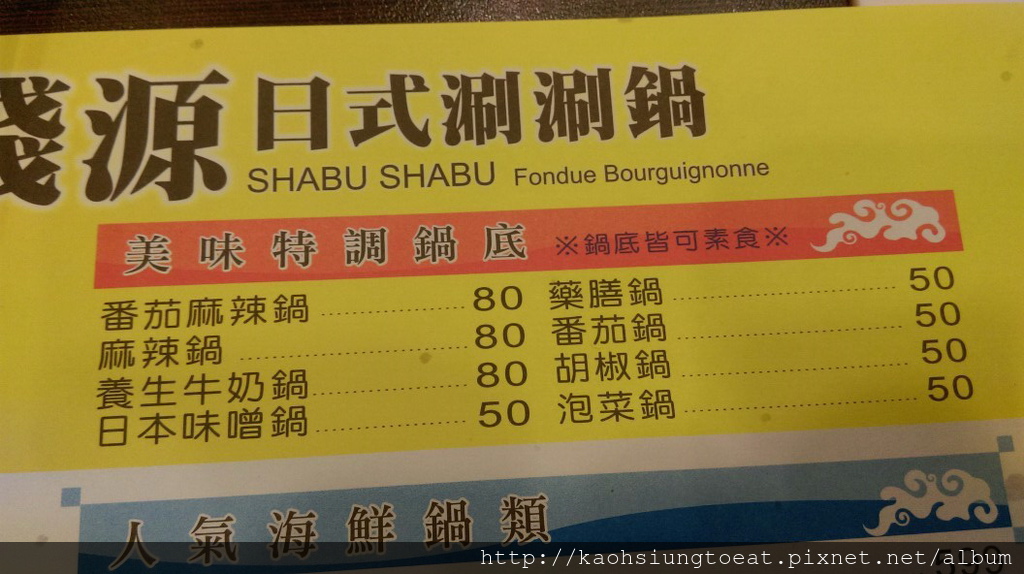 源 日式涮涮鍋
SHABU SHABU Fondue Bourguignonne
美味特調鍋底 ※鍋底皆可素食※
番茄麻辣鍋 80
麻辣鍋 80
養生牛奶鍋 80
日本味噌鍋 50
藥膳鍋 50
番茄鍋 50
胡椒鍋 50
泡菜鍋 50
人氣海鮮鍋類
http://kaohsiungtoeat.pixnet.net/album